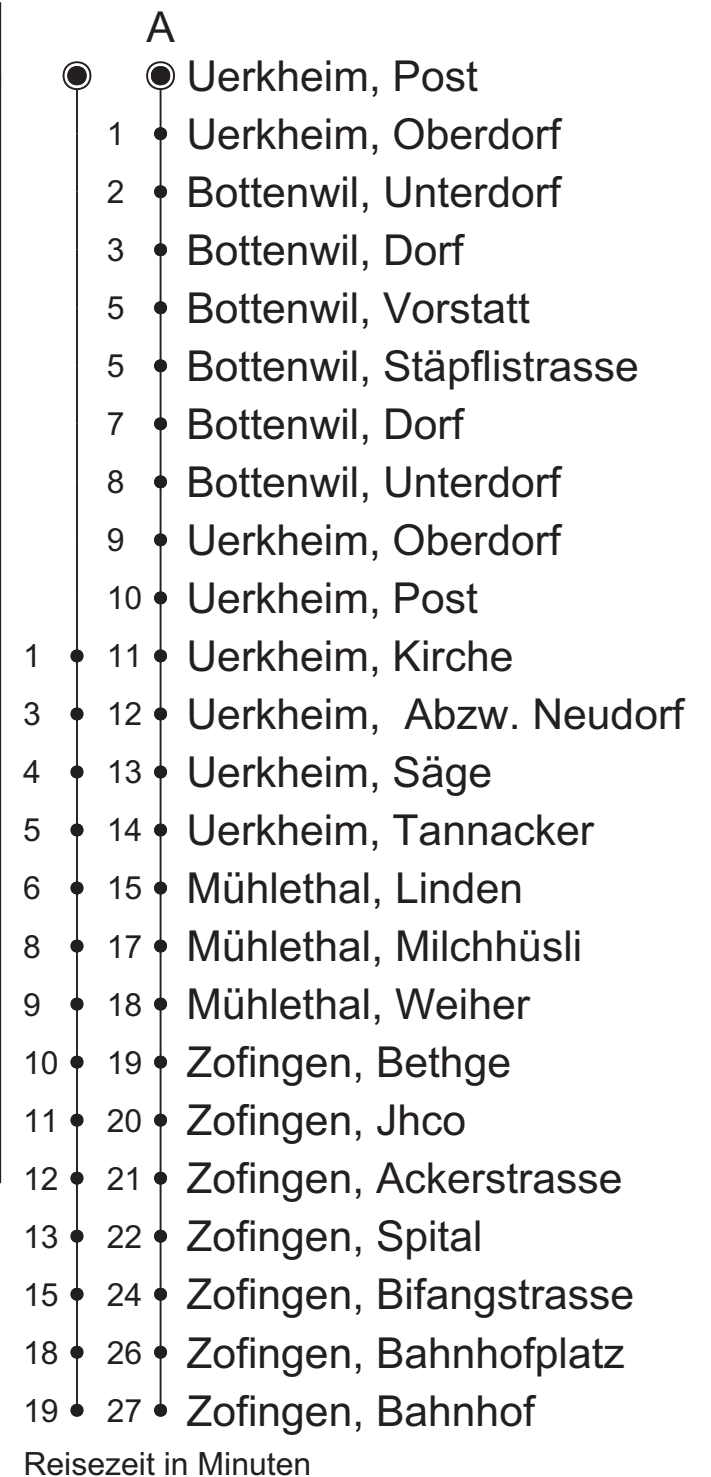 A
Uerkheim, Post
1 Uerkheim, Oberdorf
2 Bottenwil, Unterdorf
3 Bottenwil, Dorf
5 Bottenwil, Vorstatt
5 Bottenwil, Stäpflistrasse
7 Bottenwil, Dorf
8 Bottenwil, Unterdorf
9 Uerkheim, Oberdorf
10 Uerkheim, Post
1 11 Uerkheim, Kirche
3 12 Uerkheim, Abzw. Neudorf
4 13 Uerkheim, Säge
5 14 Uerkheim, Tannacker
6 15 Mühlethal, Linden
8 17 Mühlethal, Milchhüsli
9 18 Mühlethal, Weiher
10 19 Zofingen, Bethge
11 20 Zofingen, Jhco
12 21 Zofingen, Ackerstrasse
13 22 Zofingen, Spital
15 24 Zofingen, Bifangstrasse
18 26 Zofingen, Bahnhofplatz
19 27 Zofingen, Bahnhof
Reisezeit in Minuten